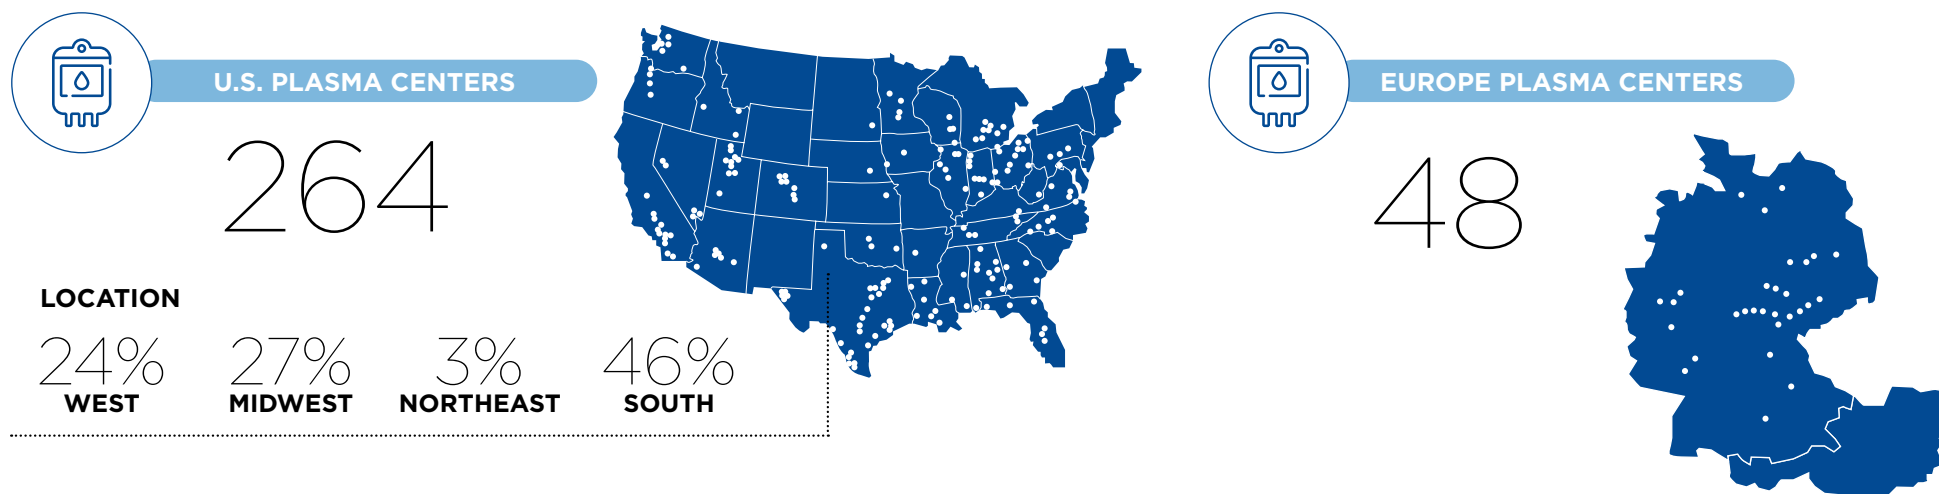 U.S. PLASMA CENTERS
264
LOCATION
24% 27% 3% 46%
WEST MIDWEST NORTHEAST SOUTH
EUROPE PLASMA CENTERS
48